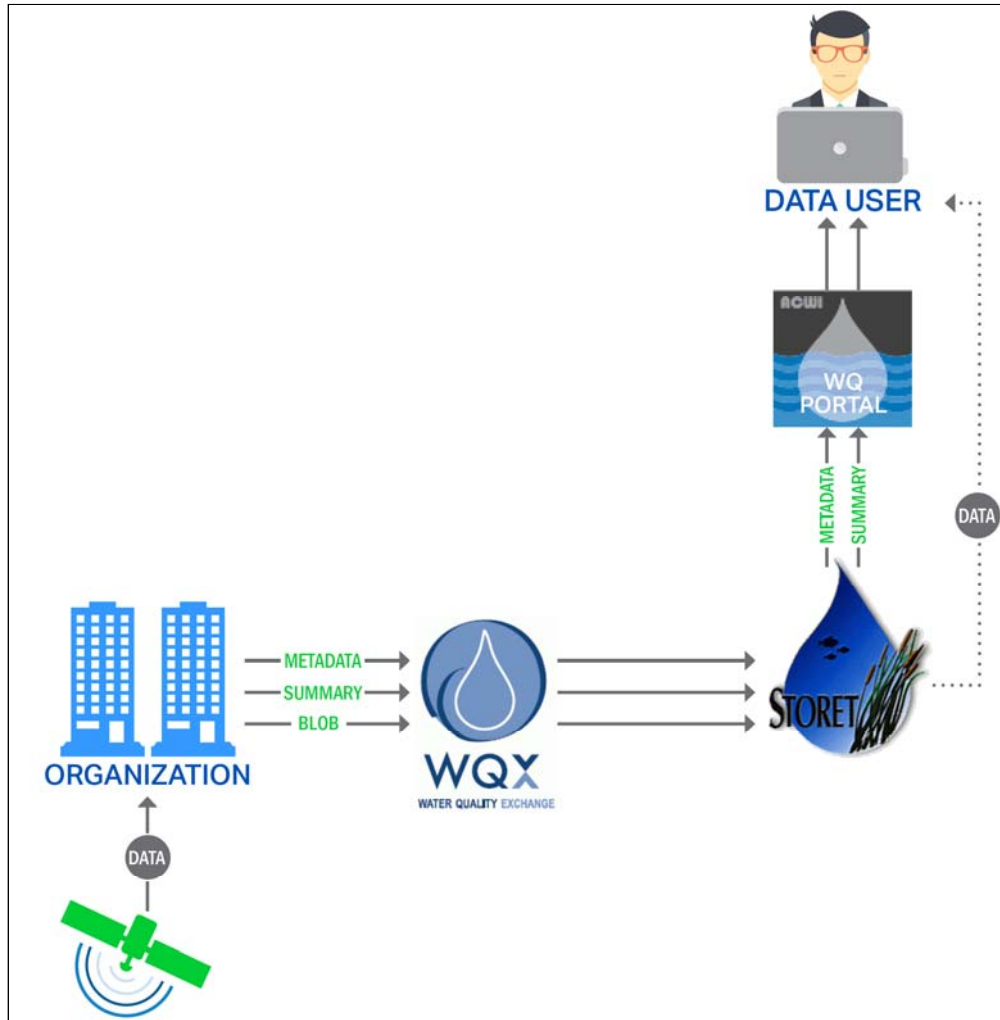 DATA USER
ACWI
WQ
PORTAL
METADATA
SUMMARY
DATA
METADATA
SUMMARY
BLOB
ORGANIZATION
WQX
WATER QUALITY EXCHANGE
STORET
DATA